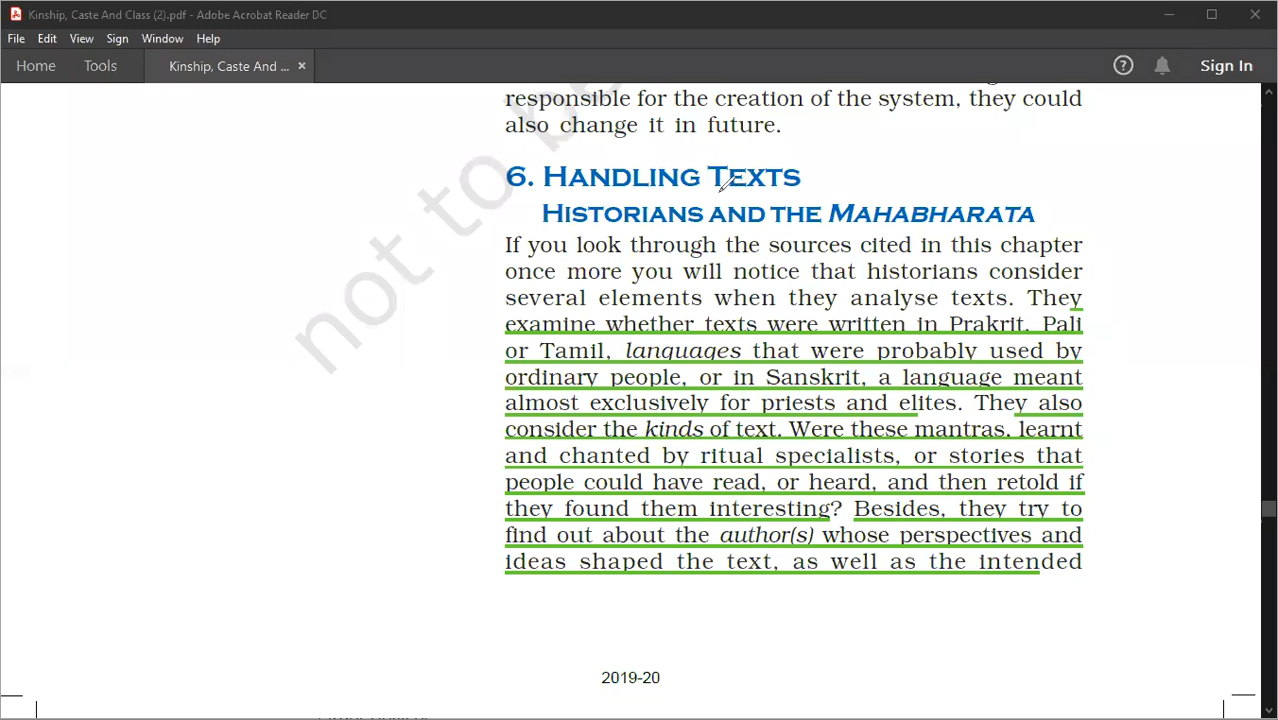 Kinship, Caste And Class (2).pdf - Adobe Acrobat Reader DC
File Edit View Sign Window Help
Home Tools Kinship, Caste And ... × Sign In
responsible for the creation of the system, they could
also change it in future.
6. HANDLING TEXTS
HISTORIANS AND THE MAHABHARATA
If you look through the sources cited in this chapter
once more you will notice that historians consider
several elements when they analyse texts. They
examine whether texts were written in Prakrit, Pali
or Tamil, languages that were probably used by
ordinary people, or in Sanskrit, a language meant
almost exclusively for priests and elites. They also
consider the kinds of text. Were these mantras, learnt
and chanted by ritual specialists, or stories that
people could have read, or heard, and then retold if
they found them interesting? Besides, they try to
find out about the author(s) whose perspectives and
ideas shaped the text, as well as the intended
not to be
2019-20